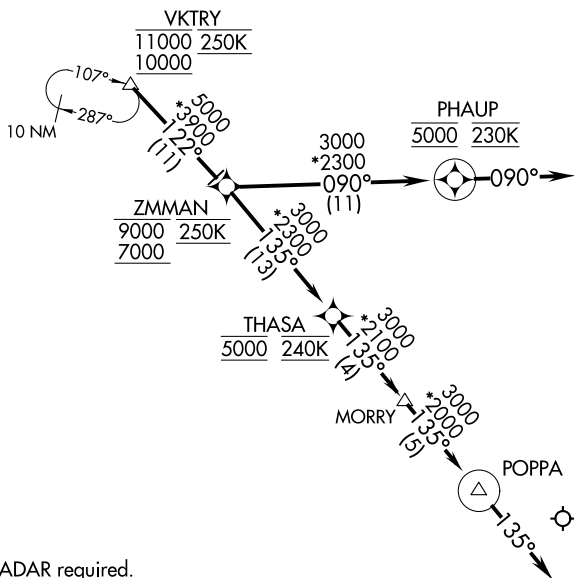 VKTRY
11000 250K
10000
107°
287°
10 NM
5000
*3900
122°
(11)
PHAUP
5000 230K
3000
*2300
090°
(11)
090°
ZMMAN
9000 250K
7000
3000
*2300
135°
(13)
THASA
5000 240K
3000
*2100
135°
(4)
MORRY
3000
*2000
135°
(5)
POPPA
135°
ADAR required.